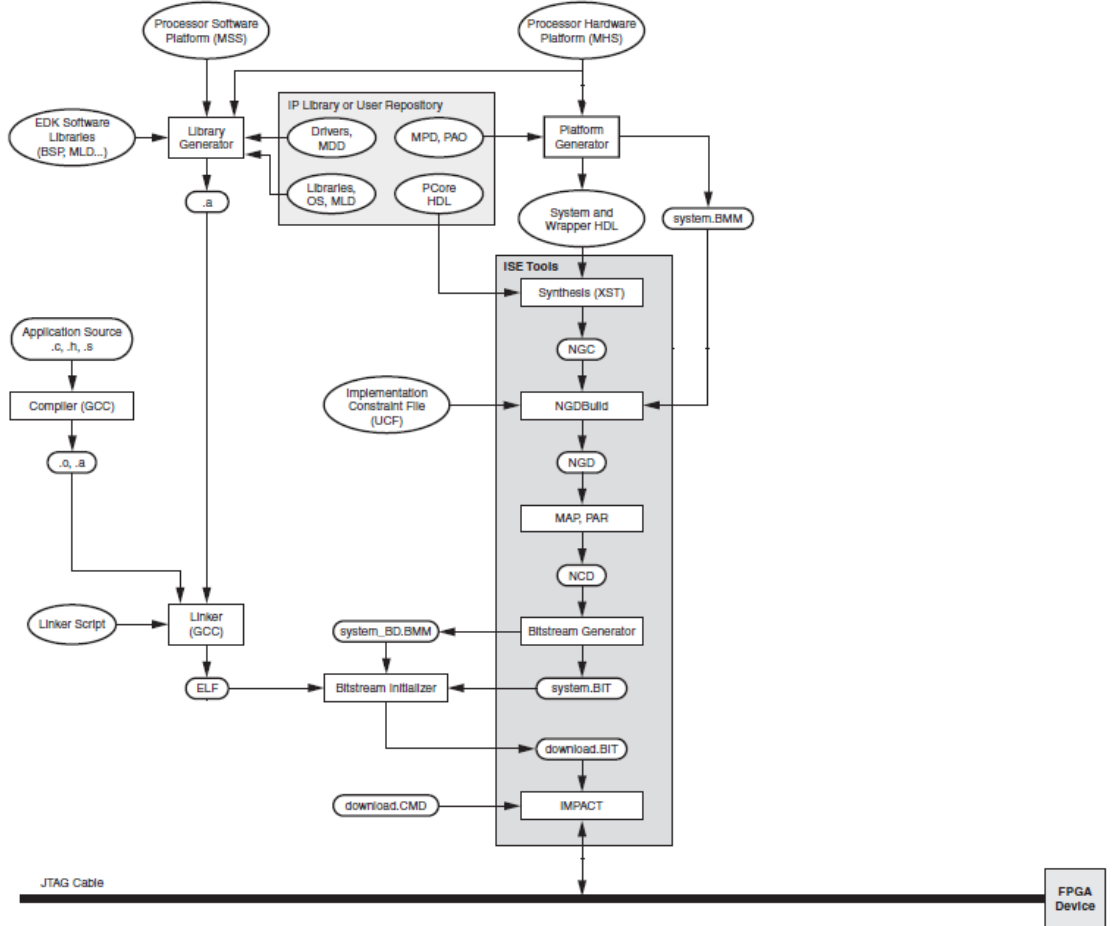 Processor Software
Platform (MSS)
Processor Hardware
Platform (MHS)
IP Library or User Repository
EDK Software
Libraries
(BSP, MLD...)
Library
Generator
Drivers,
MDD
MPD, PAO
Platform
Generator
.a
Libraries,
OS, MLD
PCore
HDL
System and
Wrapper HDL
system.BMM
ISE Tools
Synthesis (XST)
Application Source
.c, .h, .s
NGC
Compiler (GCC)
Implementation
Constraint File
(UCF)
NGDBuild
.o, .a
NGD
MAP, PAR
NCD
Linker Script
Linker
(GCC)
system_BD.BMM
Bitstream Generator
ELF
Bitstream Initializer
system.BIT
download.BIT
download.CMD
iMPACT
JTAG Cable
FPGA
Device